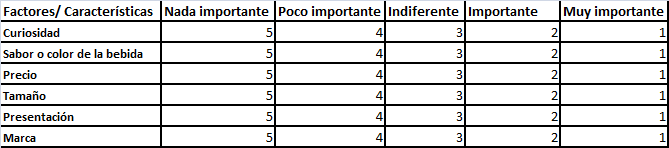 Factores/ Características Nada importante Poco importante Indiferente Importante Muy importante
Curiosidad 5 4 3 2 1
Sabor o color de la bebida 5 4 3 2 1
Precio 5 4 3 2 1
Tamaño 5 4 3 2 1
Presentación 5 4 3 2 1
Marca 5 4 3 2 1